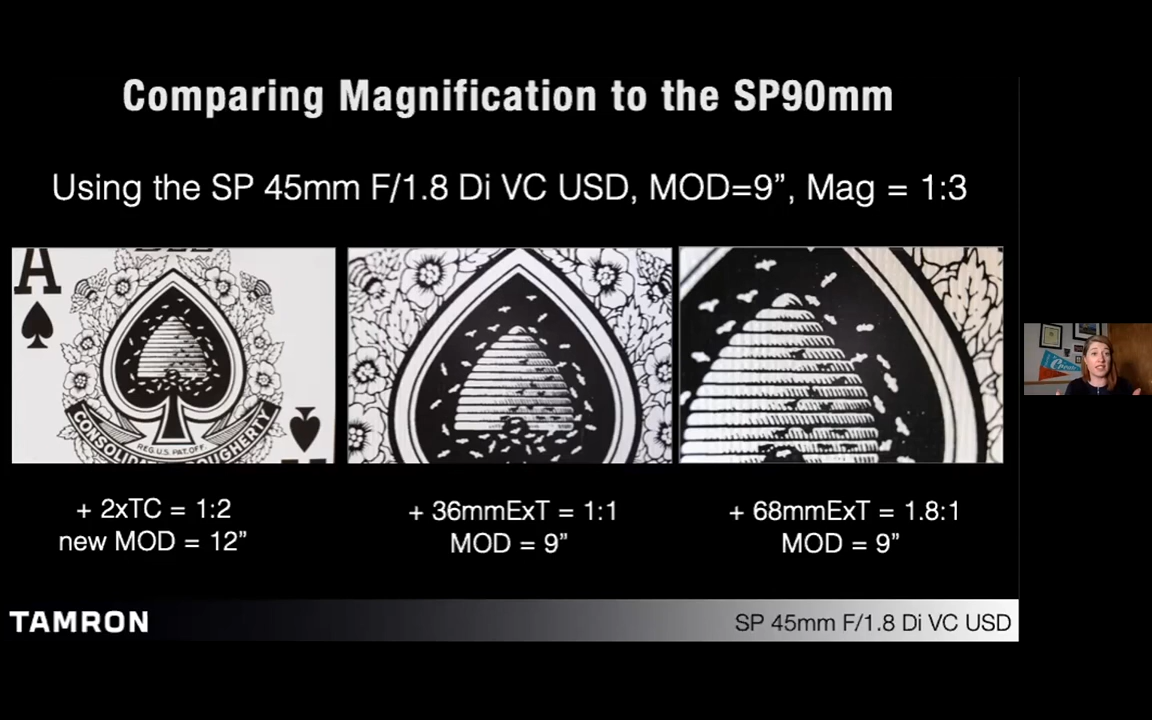 Comparing Magnification to the SP90mm
Using the SP 45mm F/1.8 Di VC USD, MOD=9”, Mag = 1:3
A
REG. U.S. PAT. OFF.
+ 2xTC = 1:2
new MOD = 12”
+ 36mmExT = 1:1
MOD = 9”
+ 68mmExT = 1.8:1
MOD = 9”
TAMRON
SP 45mm F/1.8 Di VC USD